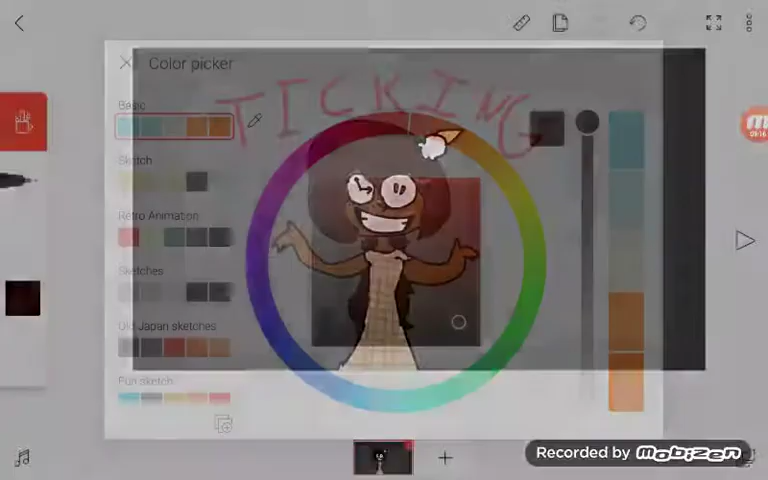 Color picker
TICKING
Basic
Sketch
Retro Animation
Sketches
Old Japan sketches
Fun sketch
Recorded by MOBIZEN